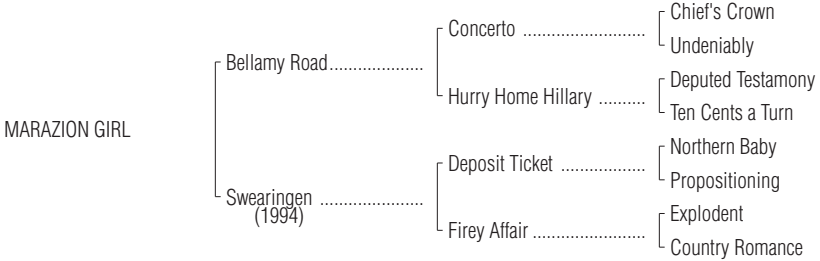 Chief's Crown
Concerto ..........................
Undeniably
Bellamy Road....................
Deputed Testamony
Hurry Home Hillary ..........
Ten Cents a Turn
MARAZION GIRL
Northern Baby
Deposit Ticket ..................
Propositioning
Swearingen ......................
(1994)
Explodent
Firey Affair ........................
Country Romance